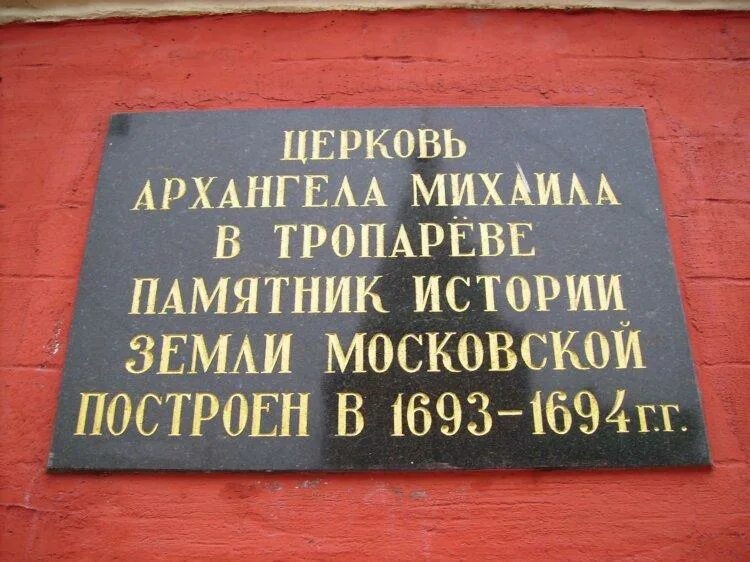 ЦЕРКОВЬ
АРХАНГЕЛА МИХАИЛА
В ТРОПАРЁВЕ
ПАМЯТНИК ИСТОРИИ
ЗЕМЛИ МОСКОВСКОЙ
ПОСТРОЕН В 1693-1694 г.г.